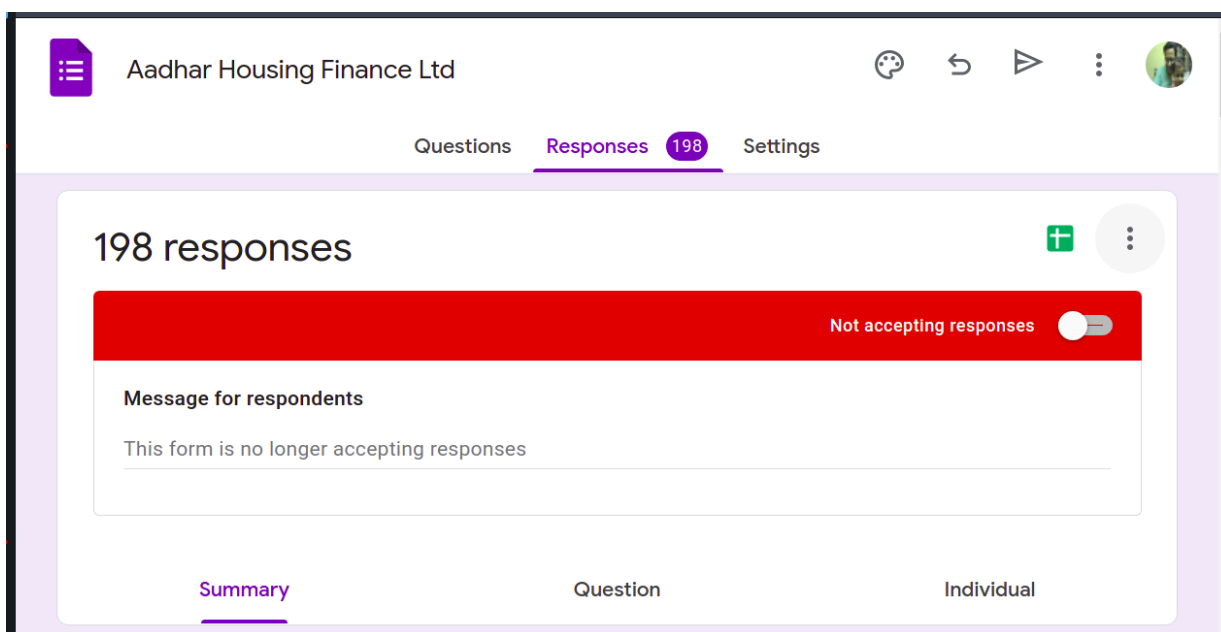 Aadhar Housing Finance Ltd
Questions Responses 198 Settings
198 responses
Not accepting responses
Message for respondents
This form is no longer accepting responses
Summary Question Individual